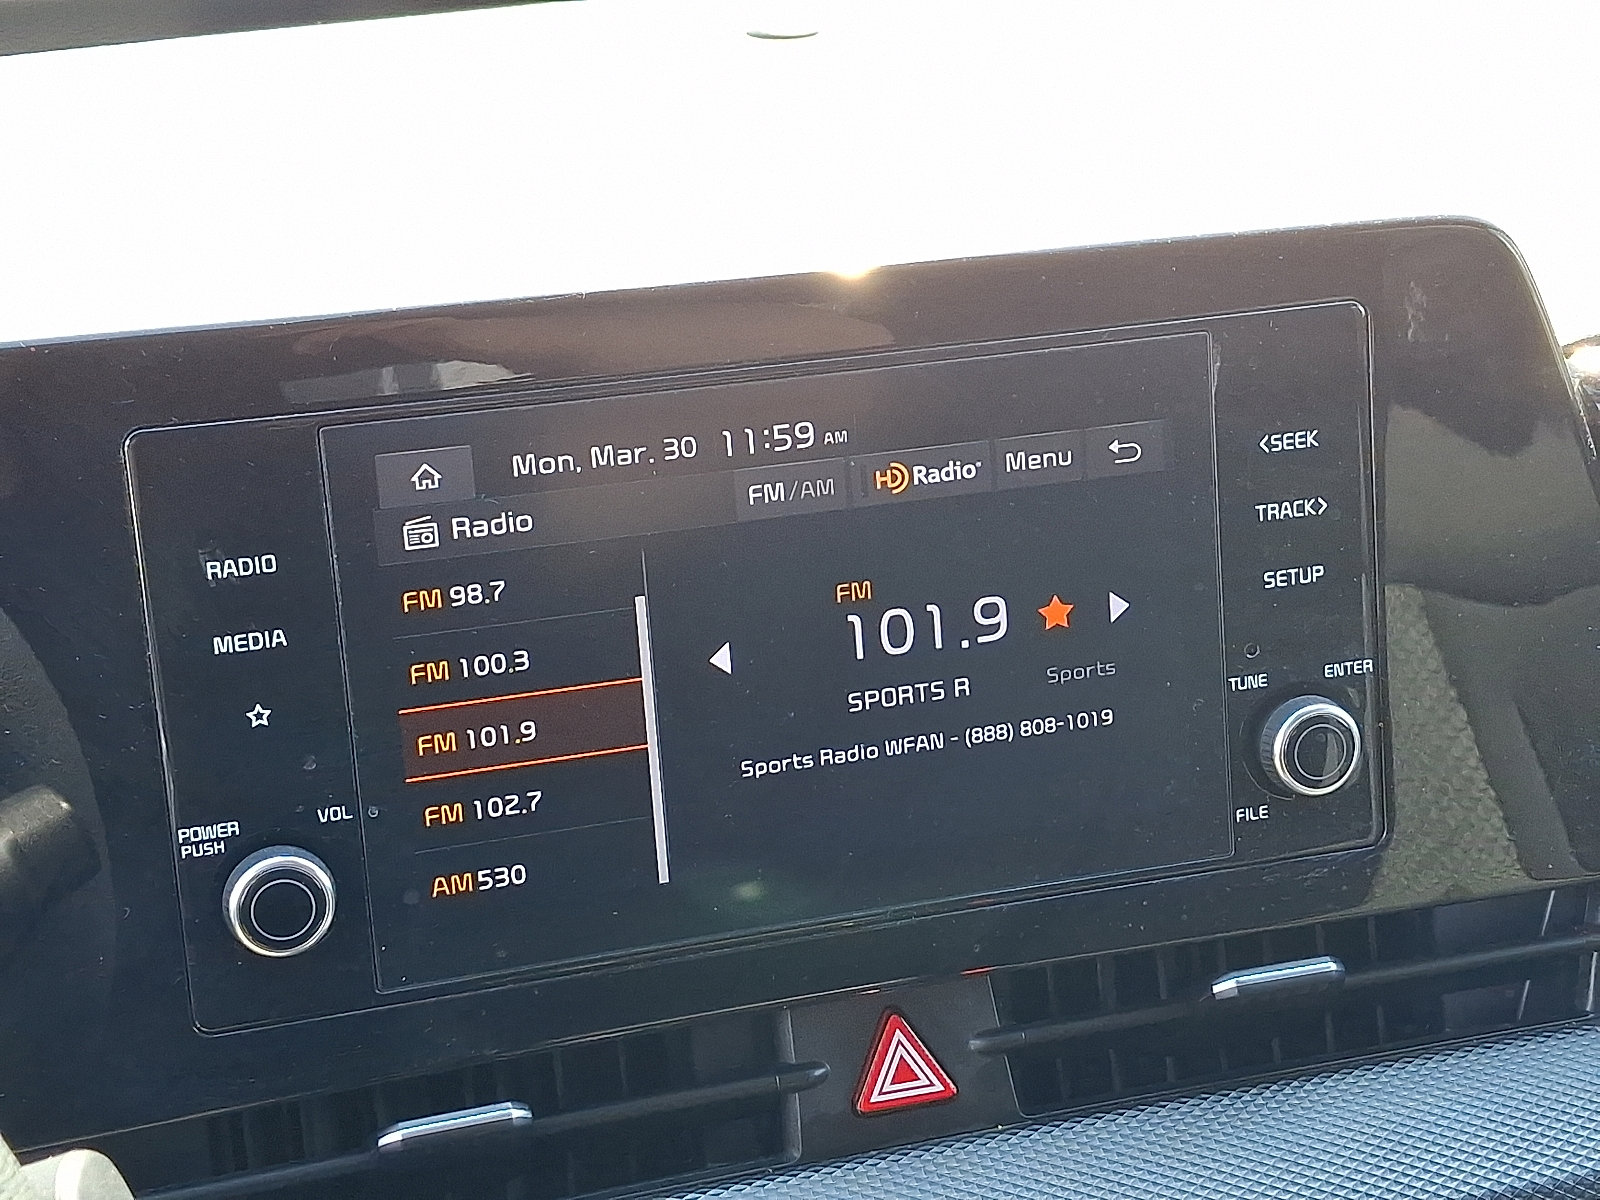 Mon, Mar. 30 11:59 AM
FM/AM HD Radio Menu
Radio
FM 98.7
FM 100.3
FM 101.9
FM 102.7
AM 530
FM
101.9
SPORTS R Sports
Sports Radio WFAN - (888) 808-1019
RADIO
MEDIA
VOL
POWER
PUSH
<SEEK
TRACK>
SETUP
TUNE ENTER
FILE